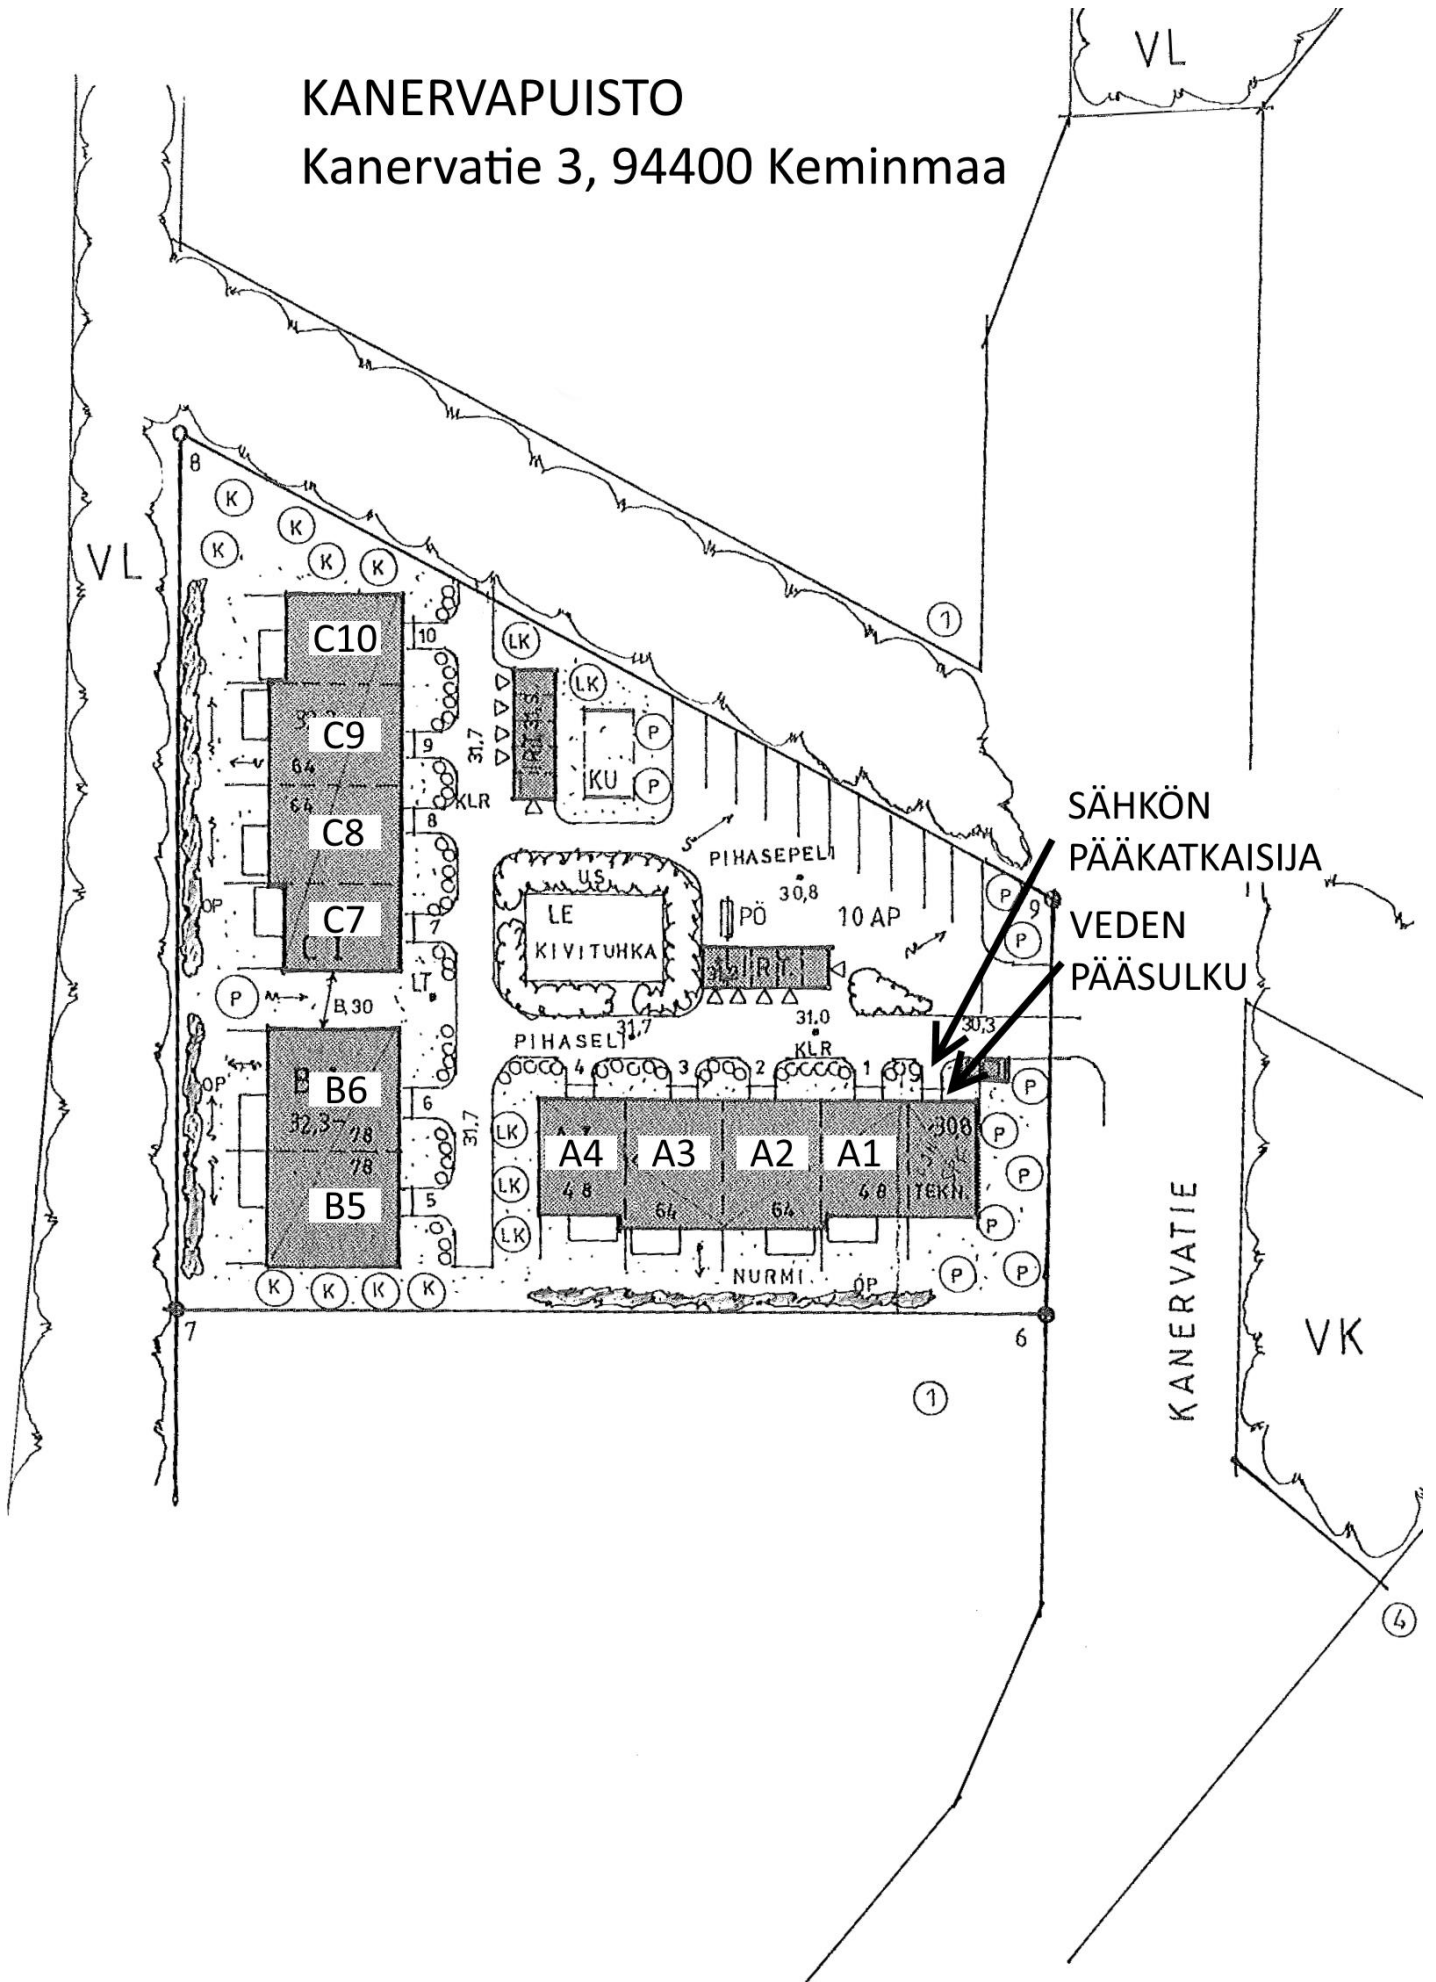 VL
KANERVAPUISTO
Kanervatie 3, 94400 Keminmaa
8
K
K
K
K
K
VL
1
C10
10
LK
LK
31.7
KU
P
P
C9
9
64
64
KLR
C8
8
C7
7
C I
OP
PIHASEPELI
30,8
U.S.
LE
KIVITUHKA
PÖ
10 AP
P
9
P
SÄHKÖN
PÄÄKATKAISIJA
VEDEN
PÄÄSULKU
R.T.
P
B,30
LT.
PIHASELI
31,7
31.0
KLR
30,3
OP
B6
6
32,3
78
78
B5
5
31,7
4
3
2
1
LK
LK
LK
A4
A3
A2
A1
48
64
64
48
30,8
TEKN.
P
P
P
P
P
P
NURMI
OP
K
K
K
K
7
6
1
KANERVATIE
VK
4